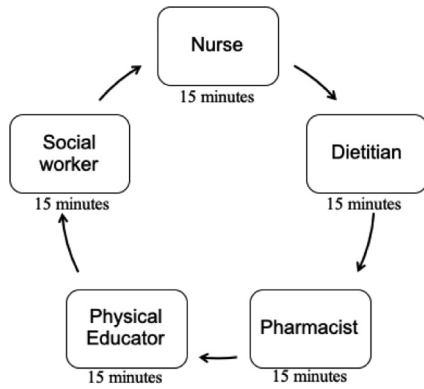 Nurse
15 minutes
Dietitian
15 minutes
Pharmacist
15 minutes
Physical
Educator
15 minutes
Social
worker
15 minutes